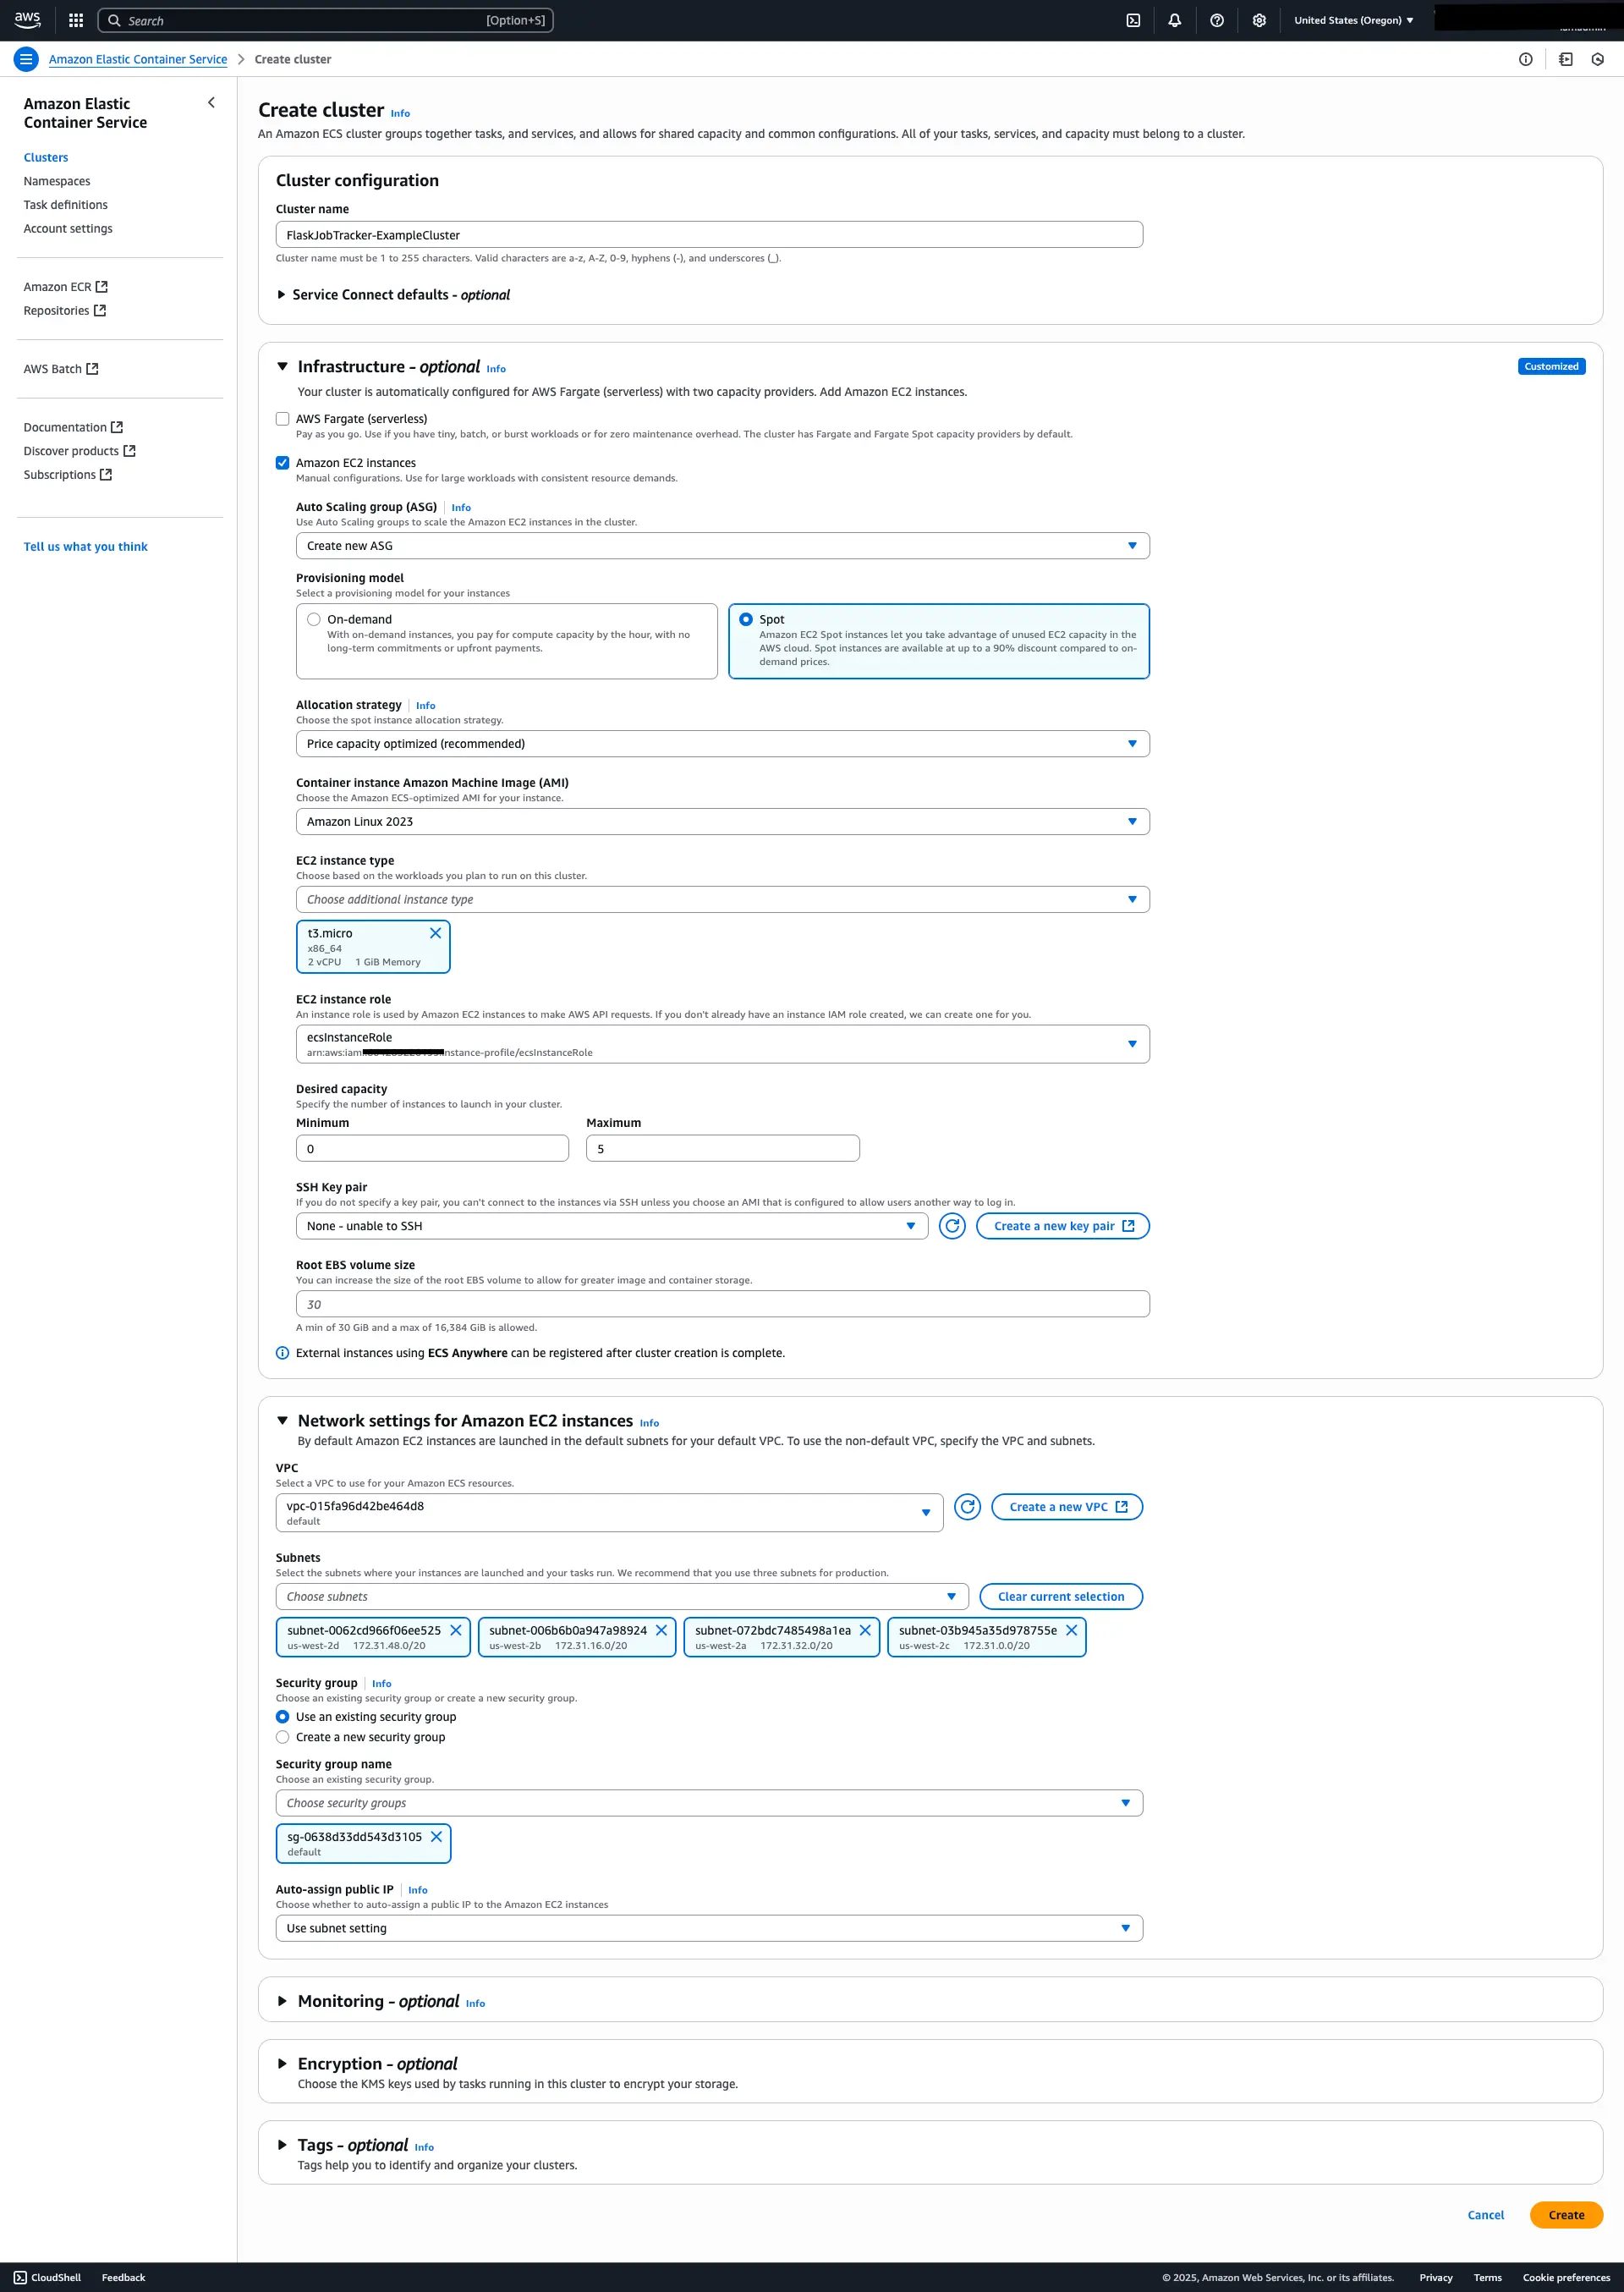 aws
Search [Option+S]
United States (Oregon)
Amazon Elastic Container Service
Create cluster
Amazon Elastic
Container Service
Clusters
Namespaces
Task definitions
Account settings
Amazon ECR
Repositories
AWS Batch
Documentation
Discover products
Subscriptions
Tell us what you think
Create cluster Info
An Amazon ECS cluster groups together tasks, and services, and allows for shared capacity and common configurations. All of your tasks, services, and capacity must belong to a cluster.
Cluster configuration
Cluster name
FlaskJobTracker-ExampleCluster
Cluster name must be 1 to 255 characters. Valid characters are a-z, A-Z, 0-9, hyphens (-), and underscores (_).
Service Connect defaults - optional
Infrastructure - optional Info
Customized
Your cluster is automatically configured for AWS Fargate (serverless) with two capacity providers. Add Amazon EC2 instances.
AWS Fargate (serverless)
Pay as you go. Use if you have tiny, batch, or burst workloads or for zero maintenance overhead. The cluster has Fargate and Fargate Spot capacity providers by default.
Amazon EC2 instances
Manual configurations. Use for large workloads with consistent resource demands.
Auto Scaling group (ASG) Info
Use Auto Scaling groups to scale the Amazon EC2 instances in the cluster.
Create new ASG
Provisioning model
Select a provisioning model for your instances
On-demand
With on-demand instances, you pay for compute capacity by the hour, with no
long-term commitments or upfront payments.
Spot
Amazon EC2 Spot instances let you take advantage of unused EC2 capacity in the
AWS cloud. Spot instances are available at up to a 90% discount compared to on-
demand prices.
Allocation strategy Info
Choose the spot instance allocation strategy.
Price capacity optimized (recommended)
Container instance Amazon Machine Image (AMI)
Choose the Amazon ECS-optimized AMI for your instance.
Amazon Linux 2023
EC2 instance type
Choose based on the workloads you plan to run on this cluster.
Choose additional instance type
t3.micro
x86_64
2 vCPU 1 GiB Memory
EC2 instance role
An instance role is used by Amazon EC2 instances to make AWS API requests. If you don't already have an instance IAM role created, we can create one for you.
ecsInstanceRole
arn:aws:iam instance-profile/ecsInstanceRole
Desired capacity
Specify the number of instances to launch in your cluster.
Minimum Maximum
0 5
SSH Key pair
If you do not specify a key pair, you can't connect to the instances via SSH unless you choose an AMI that is configured to allow users another way to log in.
None - unable to SSH
Create a new key pair
Root EBS volume size
You can increase the size of the root EBS volume to allow for greater image and container storage.
30
A min of 30 GiB and a max of 16,384 GiB is allowed.
External instances using ECS Anywhere can be registered after cluster creation is complete.
Network settings for Amazon EC2 instances Info
By default Amazon EC2 instances are launched in the default subnets for your default VPC. To use the non-default VPC, specify the VPC and subnets.
VPC
Select a VPC to use for your Amazon ECS resources.
vpc-015fa96d42be464d8
default
Create a new VPC
Subnets
Select the subnets where your instances are launched and your tasks run. We recommend that you use three subnets for production.
Choose subnets
Clear current selection
subnet-0062cd966f06ee525
us-west-2d 172.31.48.0/20
subnet-006b6b0a947a98924
us-west-2b 172.31.16.0/20
subnet-072bdc7485498a1ea
us-west-2a 172.31.32.0/20
subnet-03b945a35d978755e
us-west-2c 172.31.0.0/20
Security group Info
Choose an existing security group or create a new security group.
Use an existing security group
Create a new security group
Security group name
Choose an existing security group.
Choose security groups
sg-0638d33dd543d3105
default
Auto-assign public IP Info
Choose whether to auto-assign a public IP to the Amazon EC2 instances
Use subnet setting
Monitoring - optional Info
Encryption - optional
Choose the KMS keys used by tasks running in this cluster to encrypt your storage.
Tags - optional Info
Tags help you to identify and organize your clusters.
Cancel
Create
CloudShell
Feedback
© 2025, Amazon Web Services, Inc. or its affiliates.
Privacy
Terms
Cookie preferences